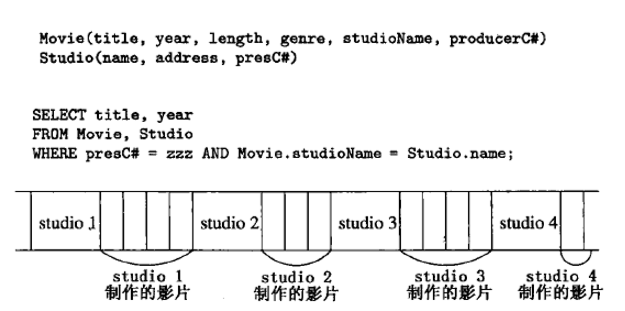 Movie(title, year, length, genre, studioName, producerC#)
Studio(name, address, presC#)
SELECT title, year
FROM Movie, Studio
WHERE presC# = zzz AND Movie.studioName = Studio.name;
studio 1 studio 2 studio 3 studio 4
studio 1 studio 2 studio 3 studio 4
制作的影片 制作的影片 制作的影片 制作的影片